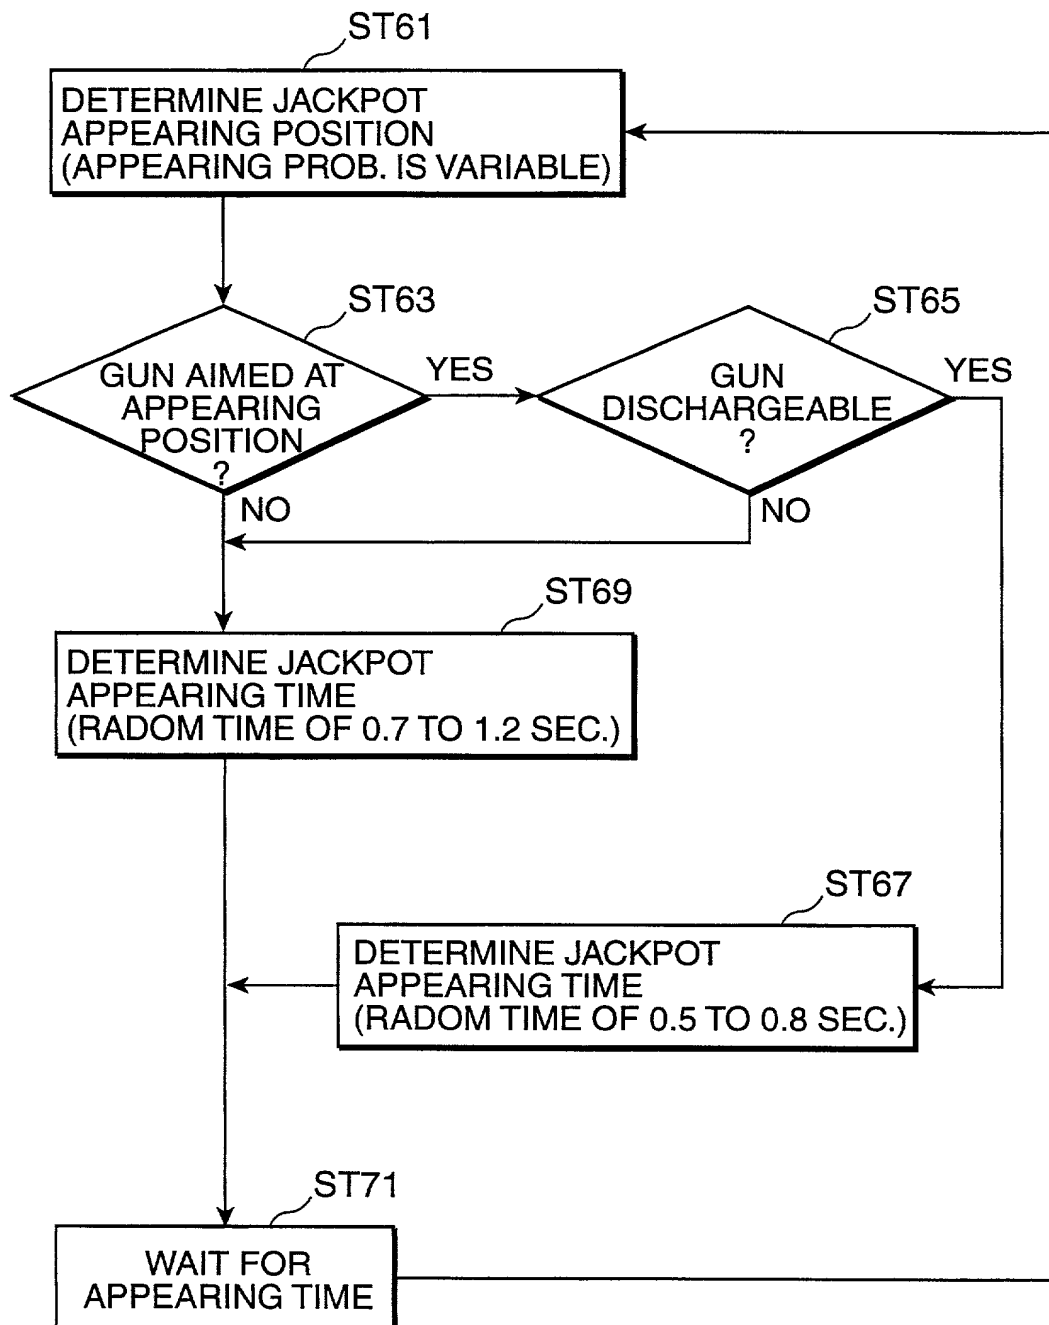 ST61
DETERMINE JACKPOT
APPEARING POSITION
(APPEARING PROB. IS VARIABLE)
ST63
GUN AIMED AT
APPEARING
POSITION
?
YES
NO
ST65
GUN
DISCHARGEABLE
?
YES
NO
ST69
DETERMINE JACKPOT
APPEARING TIME
(RADOM TIME OF 0.7 TO 1.2 SEC.)
ST67
DETERMINE JACKPOT
APPEARING TIME
(RADOM TIME OF 0.5 TO 0.8 SEC.)
ST71
WAIT FOR
APPEARING TIME